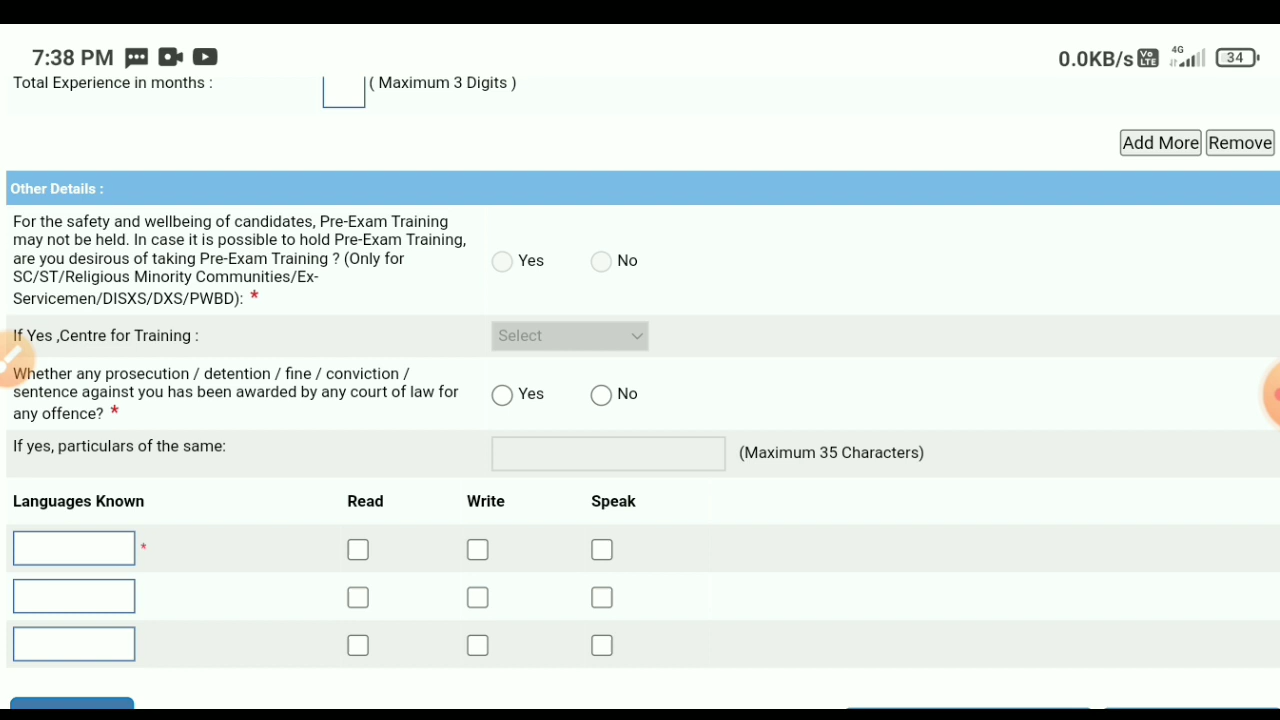 7:38 PM 0.0KB/s Vo LTE 4G 34
Total Experience in months : ( Maximum 3 Digits )
Add More Remove
Other Details :
For the safety and wellbeing of candidates, Pre-Exam Training
may not be held. In case it is possible to hold Pre-Exam Training,
are you desirous of taking Pre-Exam Training ? (Only for
SC/ST/Religious Minority Communities/Ex-
Servicemen/DISXS/DXS/PWBD): *
Yes No
If Yes ,Centre for Training : Select
Whether any prosecution / detention / fine / conviction /
sentence against you has been awarded by any court of law for
any offence? *
Yes No
If yes, particulars of the same: (Maximum 35 Characters)
Languages Known Read Write Speak
*